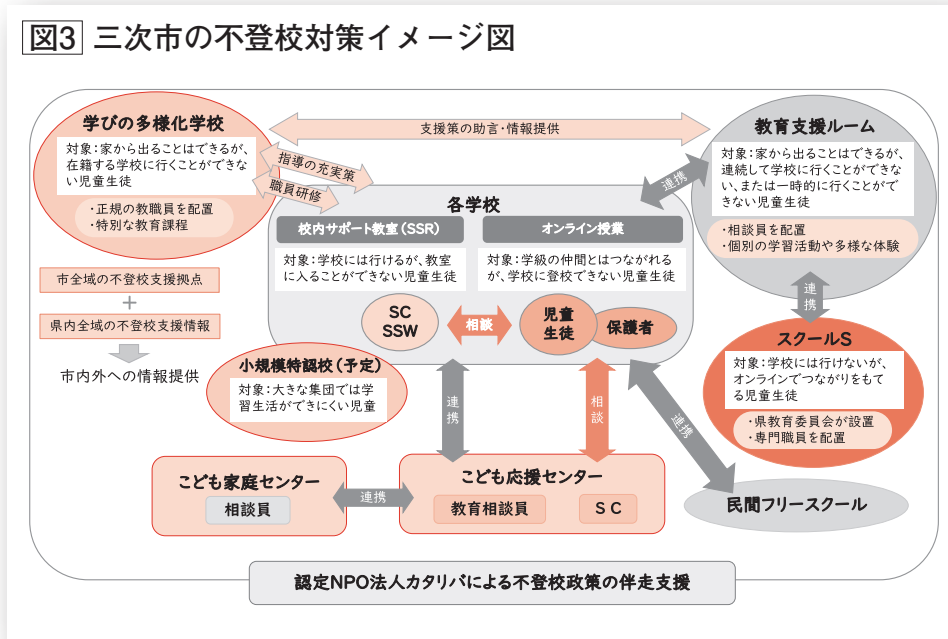 図3 三次市の不登校対策イメージ図
学びの多様化学校
対象：家から出ることはできるが、
在籍する学校に行くことができな
い児童生徒
・正規の教職員を配置
・特別な教育課程
支援策の助言・情報提供
指導の充実策
職員研修
教育支援ルーム
対象：家から出ることはできるが、
連続して学校に行くことができな
い、または一時的に行くことがで
きない児童生徒
・相談員を配置
・個別の学習活動や多様な体験
連携
各学校
校内サポート教室（SSR）
対象：学校には行けるが、教室
に入ることができない児童生徒
オンライン授業
対象：学級の仲間とはつながれる
が、学校に登校できない児童生徒
SC
SSW
相談
児童
生徒
保護者
市全域の不登校支援拠点
＋
県内全域の不登校支援情報
市内外への情報提供
小規模特認校（予定）
対象：大きな集団では学
習生活ができにくい児童
連携
スクールS
対象：学校には行けないが、
オンラインでつながりをもて
る児童生徒
・県教育委員会が設置
・専門職員を配置
連携
相談
連携
こども家庭センター
相談員
連携
こども応援センター
教育相談員
SC
民間フリースクール
認定NPO法人カタリバによる不登校政策の伴走支援